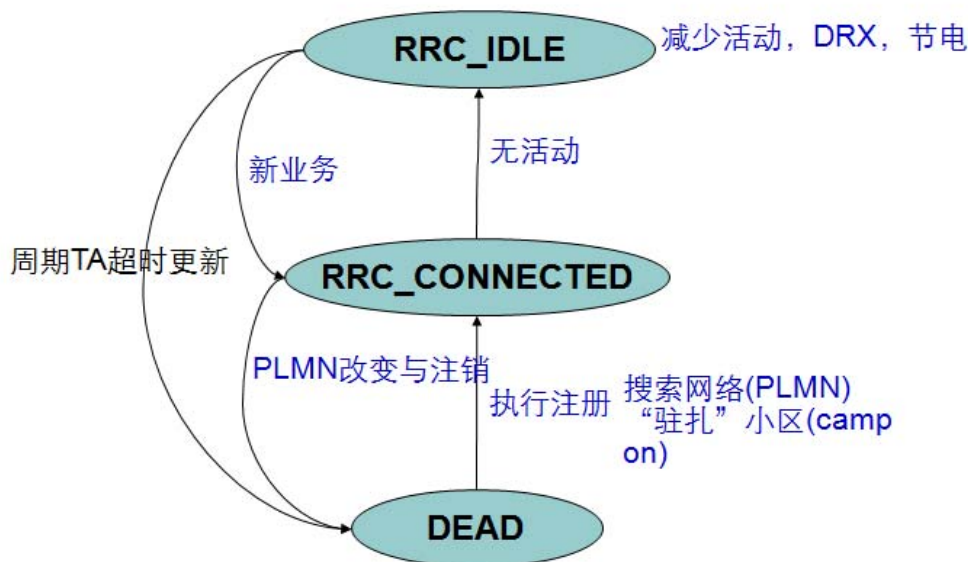 RRC_IDLE
减少活动，DRX，节电
新业务
无活动
周期TA超时更新
RRC_CONNECTED
PLMN改变与注销
执行注册
搜索网络(PLMN)
“驻扎”小区(camp
on)
DEAD